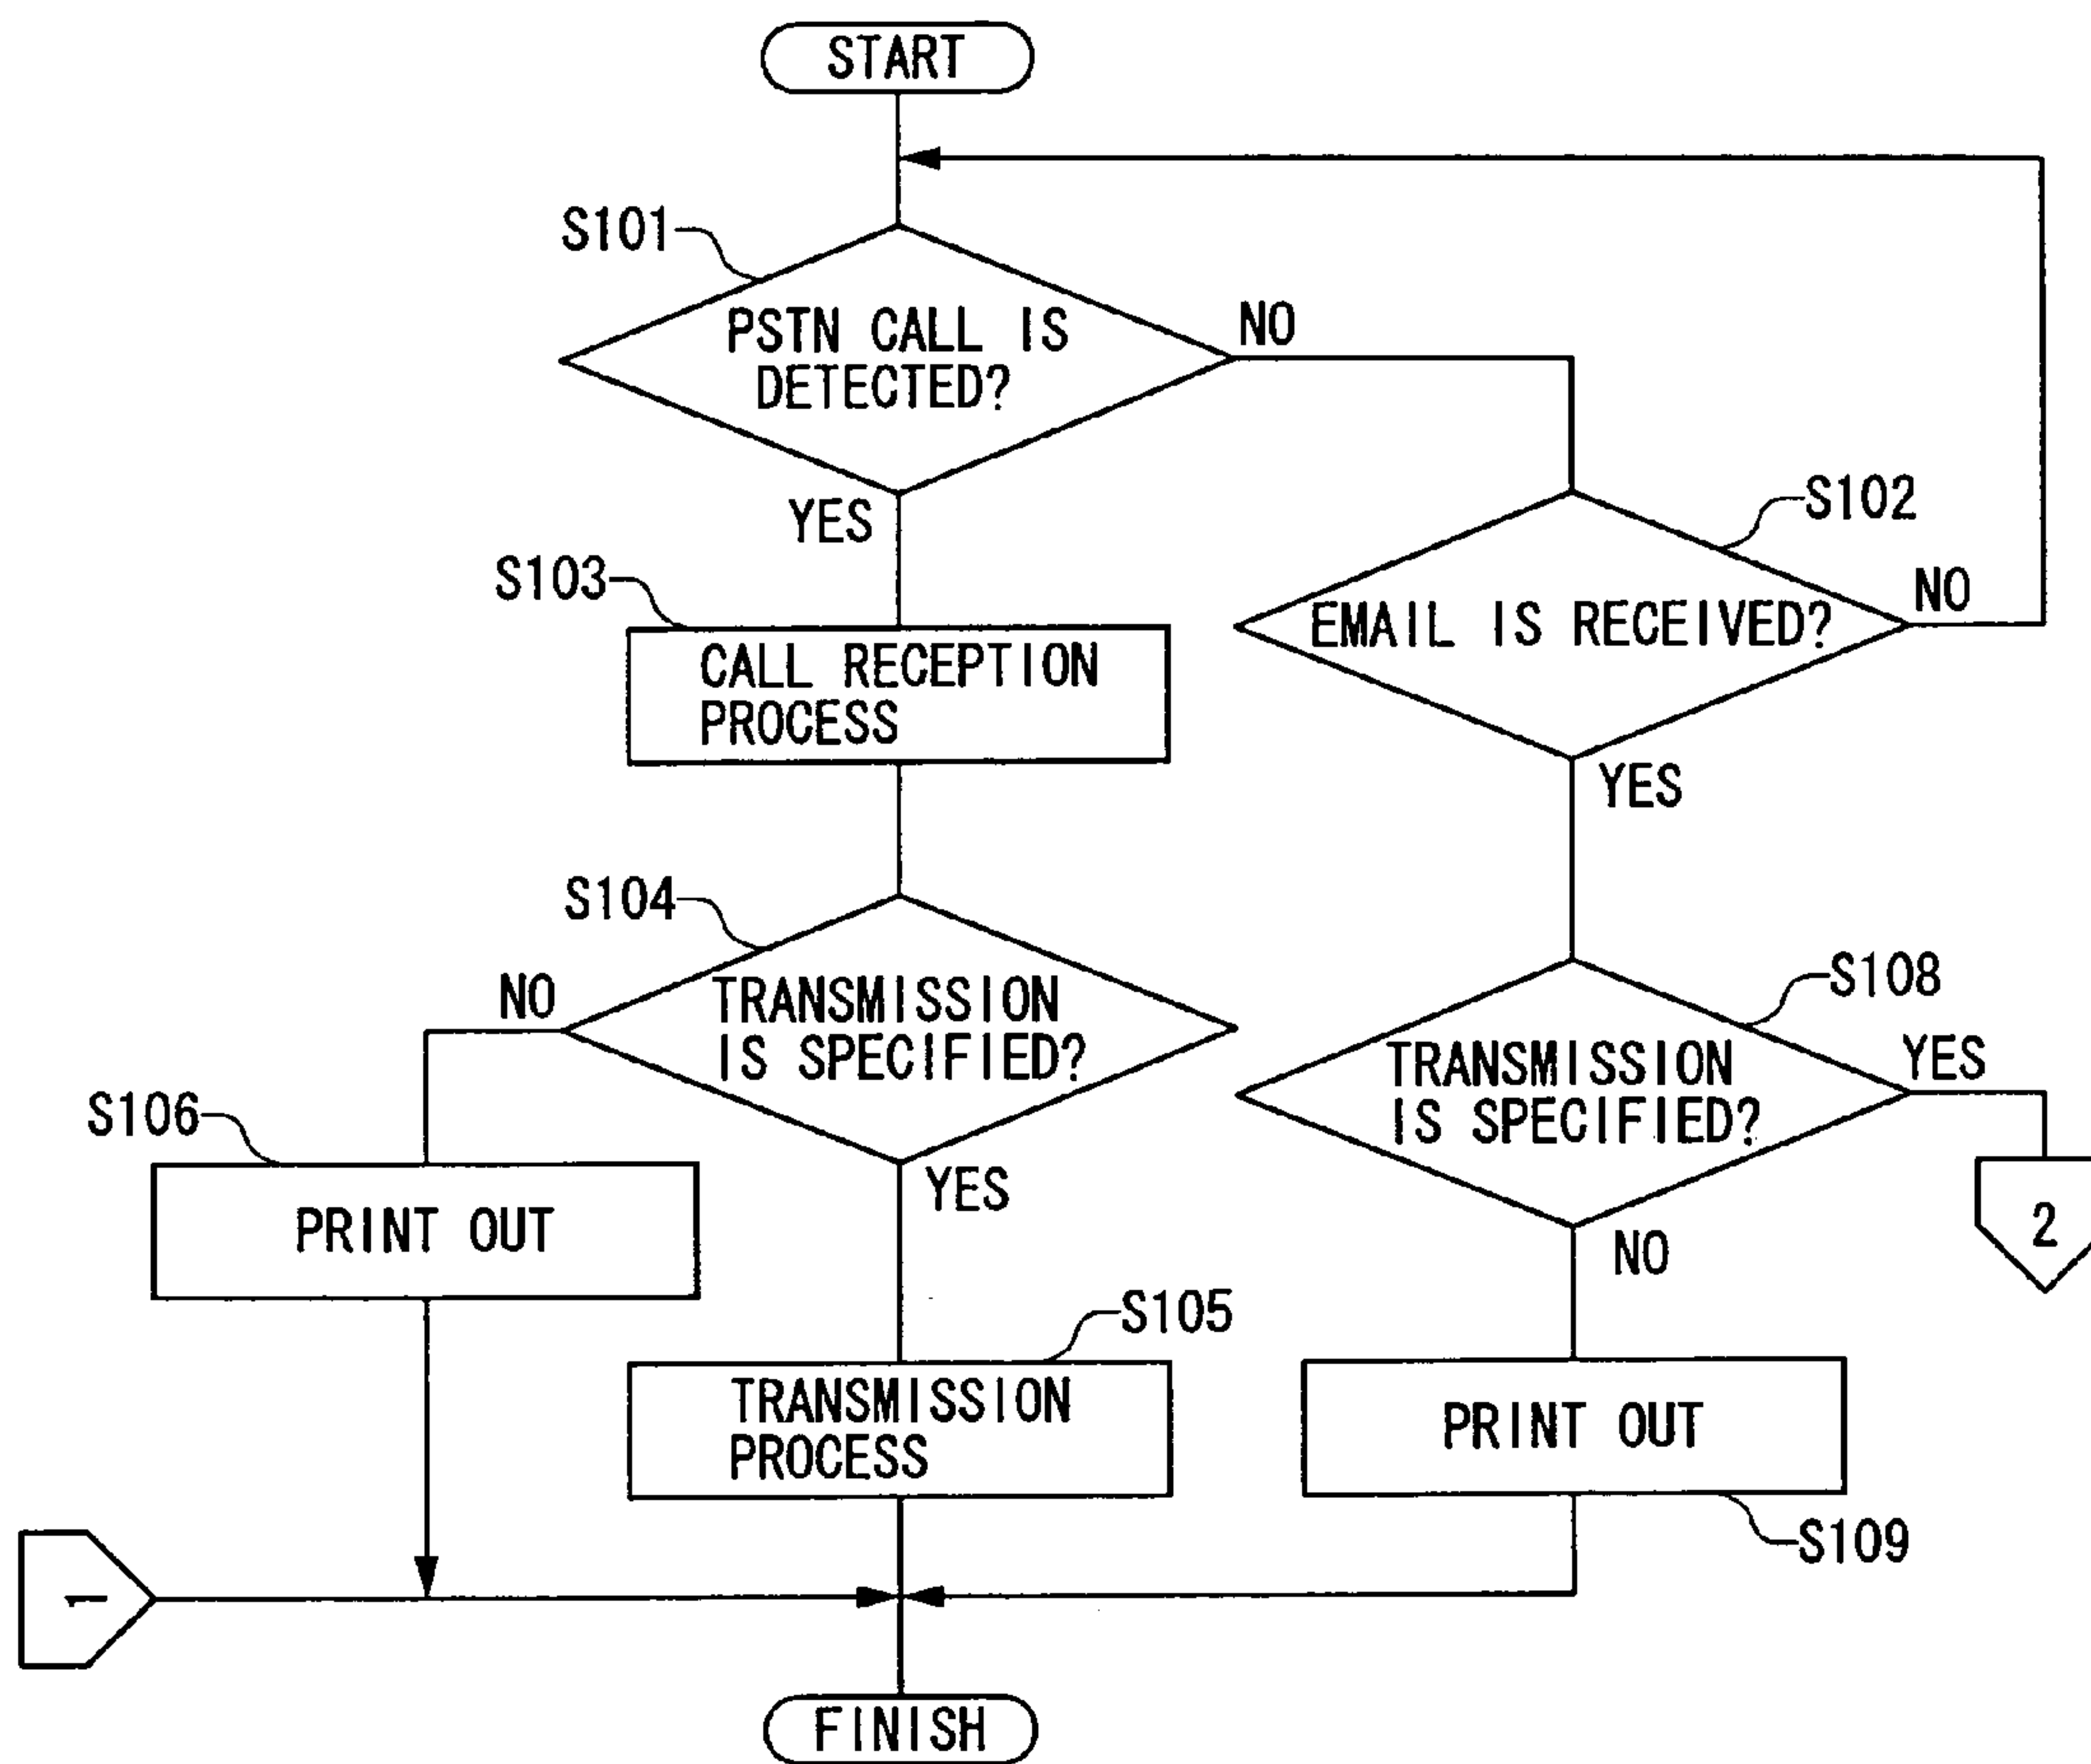 START
S101
PSTN CALL IS
DETECTED?
NO
YES
S102
EMAIL IS RECEIVED?
NO
YES
S103
CALL RECEPTION
PROCESS
S104
TRANSMISSION
IS SPECIFIED?
NO
YES
S108
TRANSMISSION
IS SPECIFIED?
YES
NO
2
S106
PRINT OUT
S105
TRANSMISSION
PROCESS
PRINT OUT
S109
1
FINISH